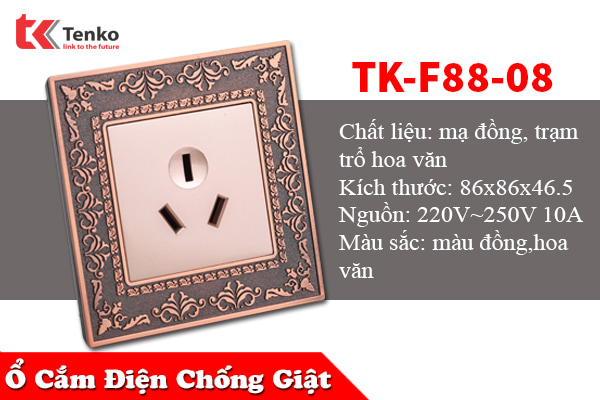 Tenko
link to the future
TK-F88-08
Chất liệu: mạ đồng, trạm
trổ hoa văn
Kích thước: 86x86x46.5
Nguồn: 220V~250V 10A
Màu sắc: màu đồng,hoa
văn
Ổ Cắm Điện Chống Giật